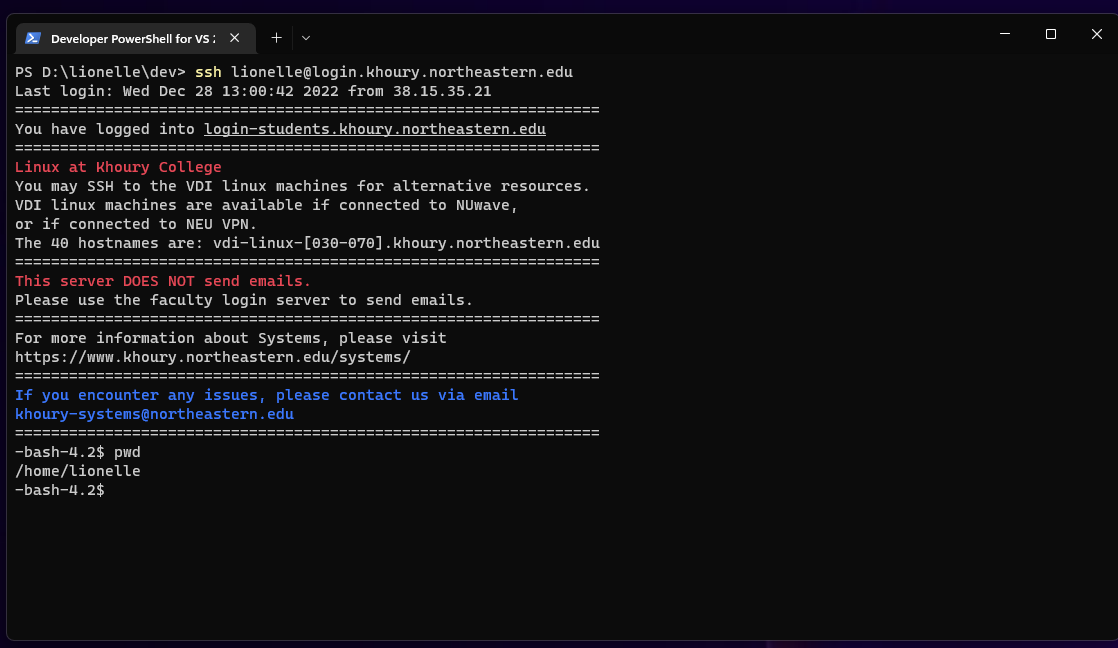 Developer PowerShell for VS 2
PS D:\lionelle\dev> ssh lionelle@login.khoury.northeastern.edu
Last login: Wed Dec 28 13:00:42 2022 from 38.15.35.21
=================================================================
You have logged into login-students.khoury.northeastern.edu
=================================================================
Linux at Khoury College
You may SSH to the VDI linux machines for alternative resources.
VDI linux machines are available if connected to NUwave,
or if connected to NEU VPN.
The 40 hostnames are: vdi-linux-[030-070].khoury.northeastern.edu
=================================================================
This server DOES NOT send emails.
Please use the faculty login server to send emails.
=================================================================
For more information about Systems, please visit
https://www.khoury.northeastern.edu/systems/
=================================================================
If you encounter any issues, please contact us via email
khoury-systems@northeastern.edu
=================================================================
-bash-4.2$ pwd
/home/lionelle
-bash-4.2$